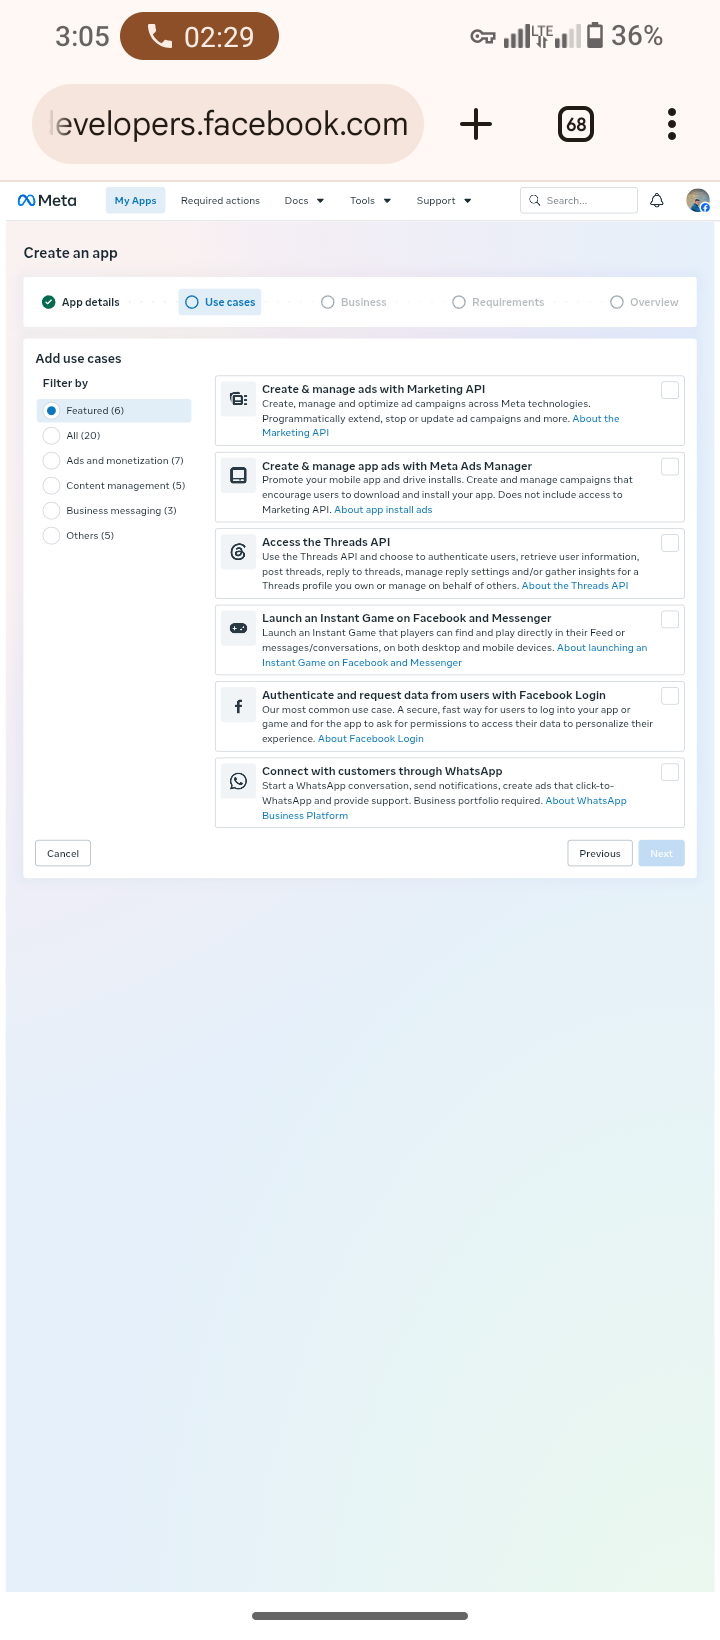 3:05 02:29 LTE 36%
levelopers.facebook.com 68
Meta My Apps Required actions Docs Tools Support Search...
Create an app
App details Use cases Business Requirements Overview
Add use cases
Filter by
Featured (6)
All (20)
Ads and monetization (7)
Content management (5)
Business messaging (3)
Others (5)
Create & manage ads with Marketing API
Create, manage and optimize ad campaigns across Meta technologies.
Programmatically extend, stop or update ad campaigns and more. About the
Marketing API
Create & manage app ads with Meta Ads Manager
Promote your mobile app and drive installs. Create and manage campaigns that
encourage users to download and install your app. Does not include access to
Marketing API. About app install ads
Access the Threads API
Use the Threads API and choose to authenticate users, retrieve user information,
post threads, reply to threads, manage reply settings and/or gather insights for a
Threads profile you own or manage on behalf of others. About the Threads API
Launch an Instant Game on Facebook and Messenger
Launch an Instant Game that players can find and play directly in their Feed or
messages/conversations, on both desktop and mobile devices. About launching an
Instant Game on Facebook and Messenger
Authenticate and request data from users with Facebook Login
Our most common use case. A secure, fast way for users to log into your app or
game and for the app to ask for permissions to access their data to personalize their
experience. About Facebook Login
Connect with customers through WhatsApp
Start a WhatsApp conversation, send notifications, create ads that click-to-
WhatsApp and provide support. Business portfolio required. About WhatsApp
Business Platform
Cancel Previous Next